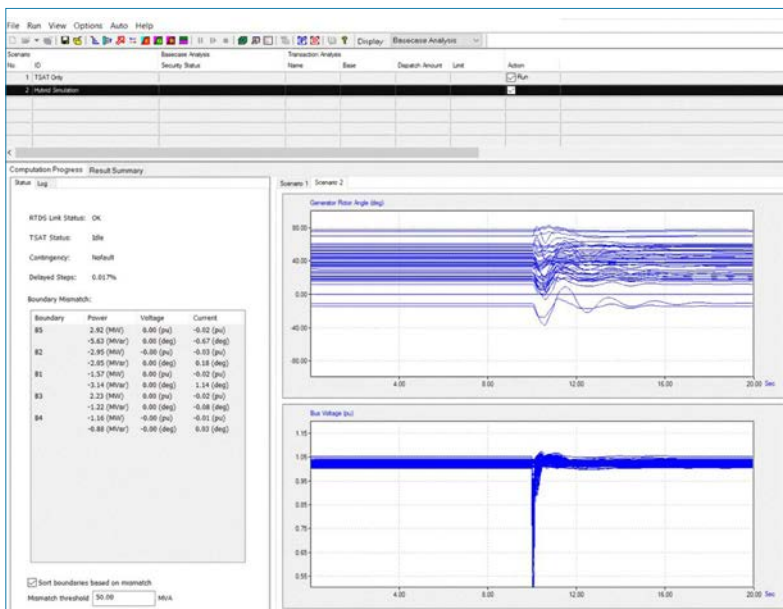 File Run View Options Auto Help
Display: Basecase Analysis
Scenario Basecase Analysis Transaction Analysis
No. ID Security Status Name Base Dispatch Amount Limit Action
1 TSAT Only Run
2 Hybrid Simulation
Computation Progress Result Summary
Status Log
RTDS Link Status: OK
TSAT Status: Idle
Contingency: Nofault
Delayed Steps: 0.017%
Boundary Mismatch:
Boundary Power Voltage Current
B5 2.92 (MW) 0.00 (pu) -0.02 (pu)
-5.63 (MVar) 0.00 (deg) -0.67 (deg)
B2 -2.95 (MW) -0.00 (pu) -0.03 (pu)
-2.05 (MVar) 0.00 (deg) 0.18 (deg)
B1 -1.57 (MW) 0.00 (pu) -0.02 (pu)
-3.14 (MVar) 0.00 (deg) 1.14 (deg)
B3 2.23 (MW) 0.00 (pu) -0.02 (pu)
-1.22 (MVar) 0.00 (deg) -0.08 (deg)
B4 -1.16 (MW) -0.00 (pu) -0.01 (pu)
-0.88 (MVar) -0.00 (deg) 0.03 (deg)
Sort boundaries based on mismatch
Mismatch threshold 50.00 MVA
Scenario 1 Scenario 2
Generator Rotor Angle (deg)
80.00
40.00
0.00
-40.00
-80.00
4.00 8.00 12.00 16.00 20.00 Sec
Bus Voltage (pu)
1.15
1.05
0.95
0.85
0.75
0.65
0.55
4.00 8.00 12.00 16.00 20.00 Sec